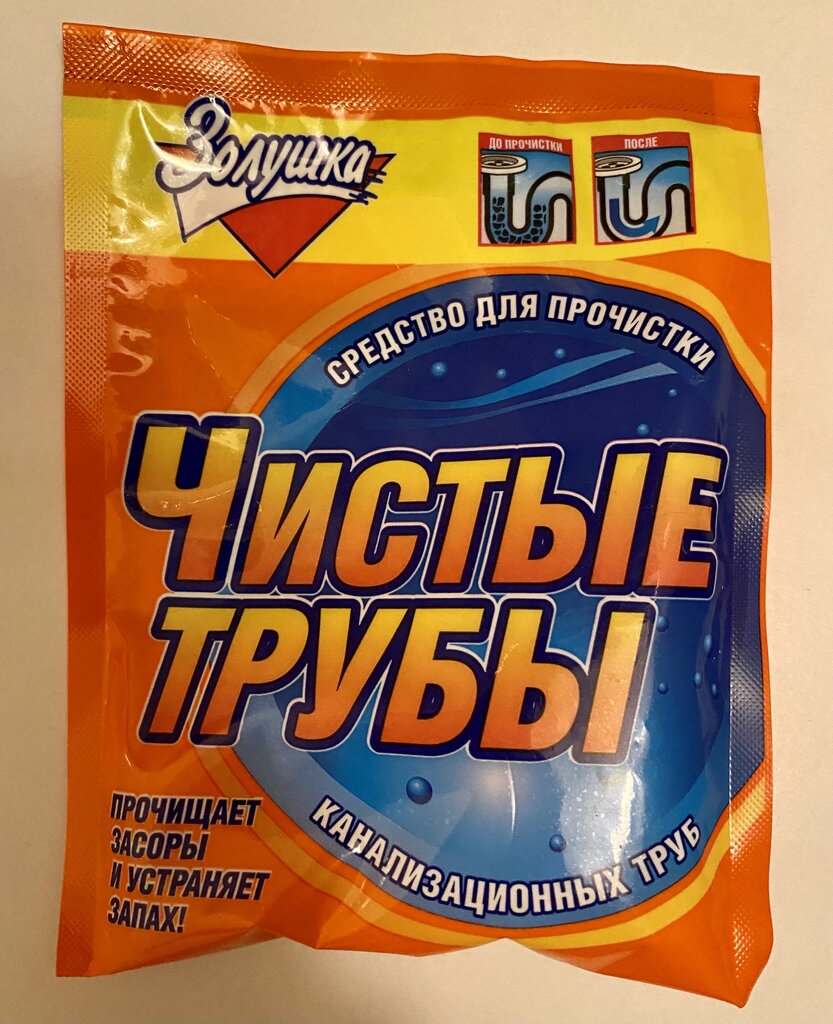 Золушка
ДО ПРОЧИСТКИ
ПОСЛЕ
СРЕДСТВО ДЛЯ ПРОЧИСТКИ
ЧИСТЫЕ
ТРУБЫ
КАНАЛИЗАЦИОННЫХ ТРУБ
ПРОЧИЩАЕТ
ЗАСОРЫ
И УСТРАНЯЕТ
ЗАПАХ!